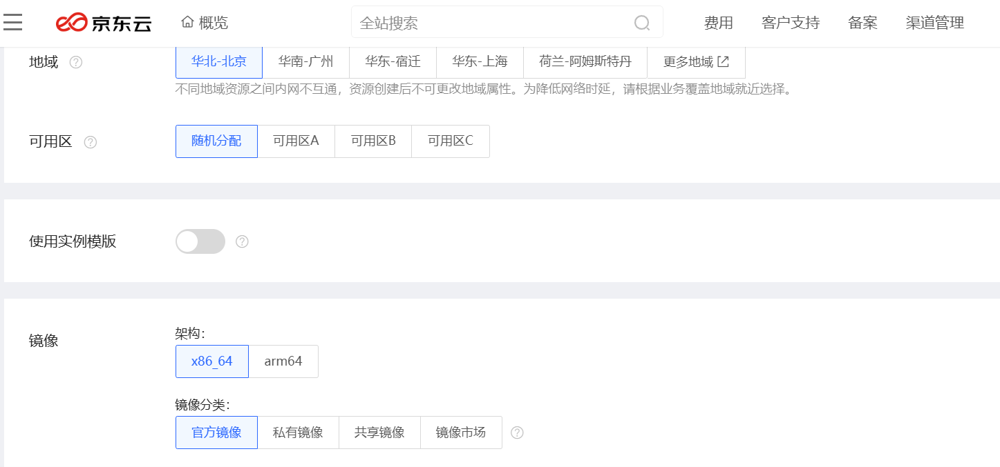 京东云 概览 全站搜索 费用 客户支持 备案 渠道管理
地域 华北-北京 华南-广州 华东-宿迁 华东-上海 荷兰-阿姆斯特丹 更多地域
不同地域资源之间内网不互通，资源创建后不可更改地域属性。为降低网络时延，请根据业务覆盖地域就近选择。
可用区 随机分配 可用区A 可用区B 可用区C
使用实例模版
镜像
架构：
x86_64 arm64
镜像分类：
官方镜像 私有镜像 共享镜像 镜像市场